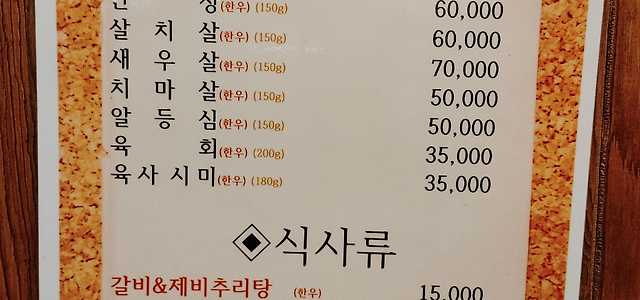 (한우) (150g) 60,000
살 치 살(한우) (150g) 60,000
새 우 살(한우) (150g) 70,000
치 마 살(한우) (150g) 50,000
알 등 심(한우) (150g) 50,000
육 회(한우) (200g) 35,000
육 사 시 미(한우) (180g) 35,000
◈식사류
갈비&제비추리탕 (한우) 15,000